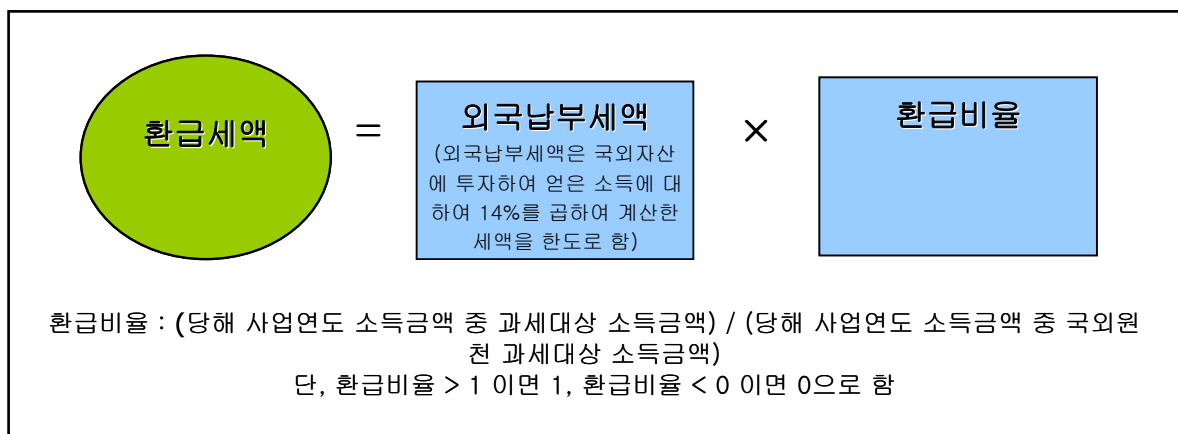 환급세액
=
외국납부세액
(외국납부세액은 국외자산
에 투자하여 얻은 소득에 대
하여 14%를 곱하여 계산한
세액을 한도로 함)
×
환급비율
환급비율 : (당해 사업연도 소득금액 중 과세대상 소득금액) / (당해 사업연도 소득금액 중 국외원
천 과세대상 소득금액)
단, 환급비율 > 1 이면 1, 환급비율 < 0 이면 0으로 함